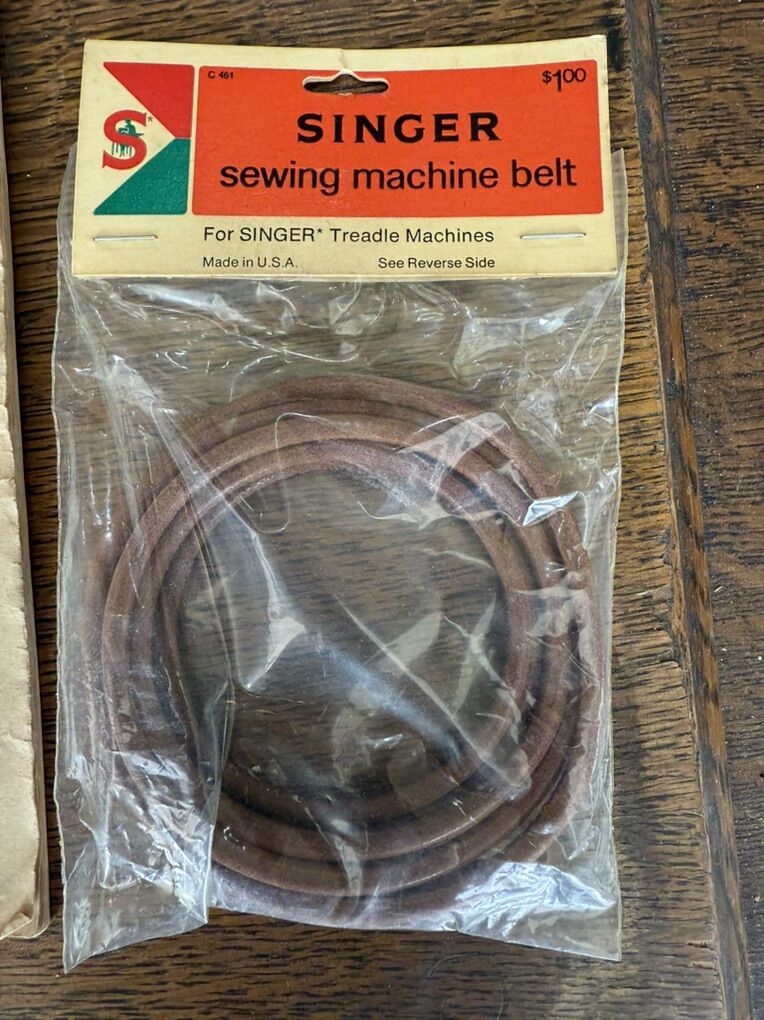 C 461
$1.00
SINGER
sewing machine belt
S*
For SINGER* Treadle Machines
Made in U.S.A. See Reverse Side